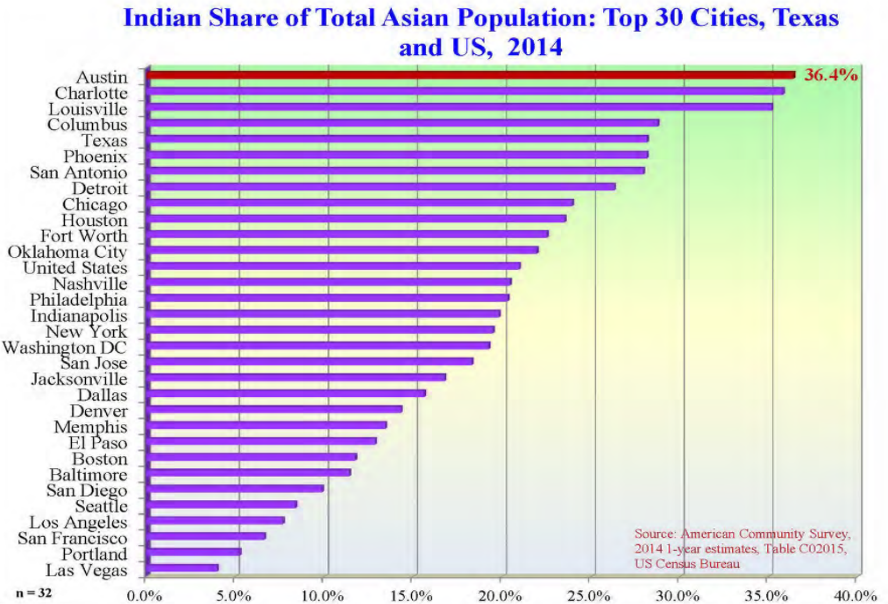 Indian Share of Total Asian Population: Top 30 Cities, Texas
and US, 2014
Austin
36.4%
Charlotte
Louisville
Columbus
Texas
Phoenix
San Antonio
Detroit
Chicago
Houston
Fort Worth
Oklahoma City
United States
Nashville
Philadelphia
Indianapolis
New York
Washington DC
San Jose
Jacksonville
Dallas
Denver
Memphis
El Paso
Boston
Baltimore
San Diego
Seattle
Los Angeles
San Francisco
Portland
Las Vegas
Source: American Community Survey,
2014 1-year estimates, Table C02015,
US Census Bureau
n = 32
0.0% 5.0% 10.0% 15.0% 20.0% 25.0% 30.0% 35.0% 40.0%